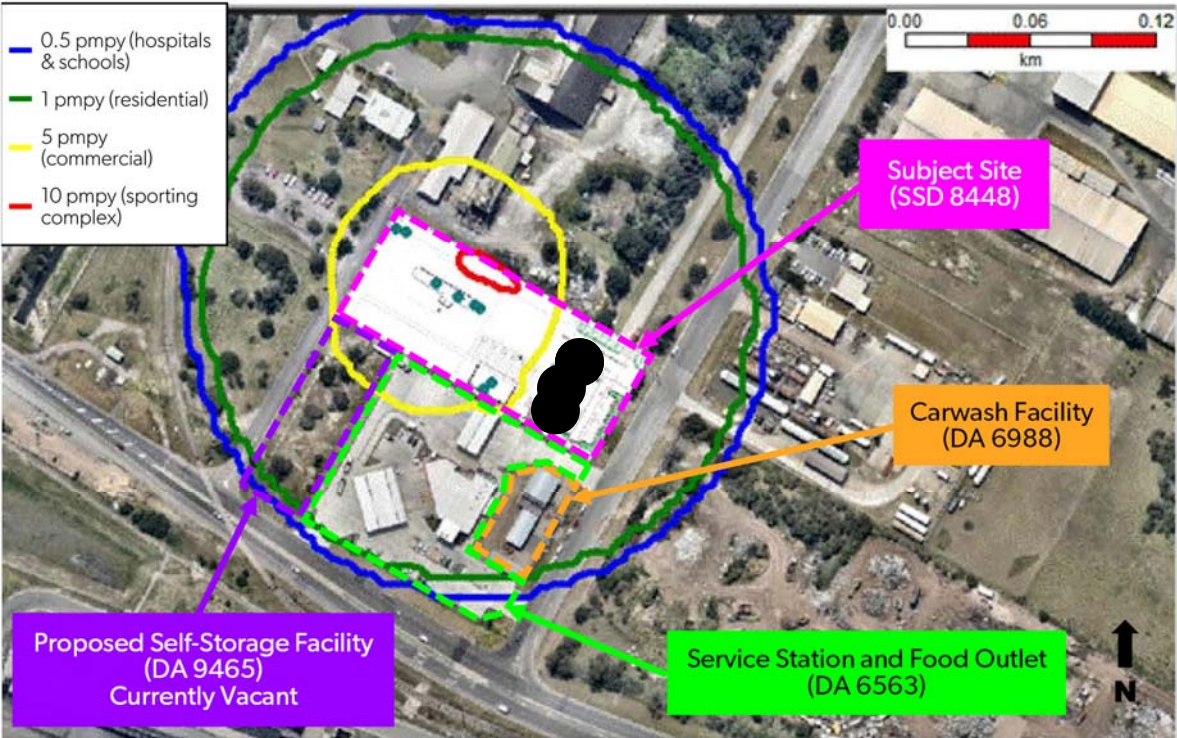 0.5 pmpy (hospitals
& schools)
1 pmpy (residential)
5 pmpy
(commercial)
10 pmpy (sporting
complex)
0.00 0.06 0.12
km
Subject Site
(SSD 8448)
Carwash Facility
(DA 6988)
Proposed Self-Storage Facility
(DA 9465)
Currently Vacant
Service Station and Food Outlet
(DA 6563)
N